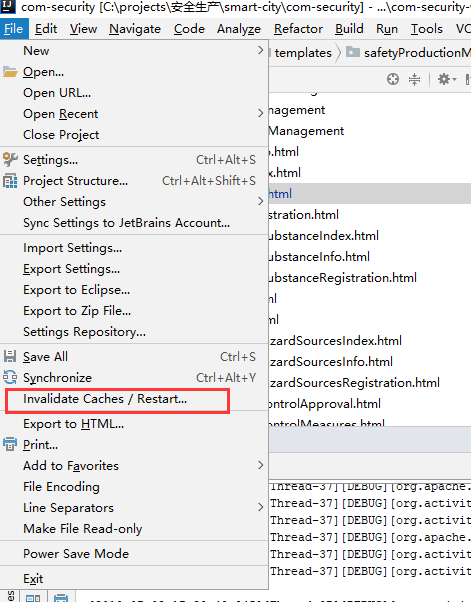 com-security [C:\projects\安全生产\smart-city\com-security] - ...\com-security-
File Edit View Navigate Code Analyze Refactor Build Run Tools VC
New
templates
safetyProductionM
Open...
Open URL...
Open Recent
Close Project
Settings... Ctrl+Alt+S
Project Structure... Ctrl+Alt+Shift+S
Other Settings
Sync Settings to JetBrains Account...
Import Settings...
Export Settings...
Export to Eclipse...
Export to Zip File...
Settings Repository...
Save All Ctrl+S
Synchronize Ctrl+Alt+Y
Invalidate Caches / Restart...
Export to HTML...
Print...
Add to Favorites
File Encoding
Line Separators
Make File Read-only
Power Save Mode
Exit
nagement
Management
o.html
x.html
html
stration.html
ubstanceIndex.html
ubstanceInfo.html
ubstanceRegistration.html
ml
ml
zardSourcesIndex.html
zardSourcesInfo.html
zardSourcesRegistration.html
ontrolApproval.html
ontrolMeasures.html
Thread-37][DEBUG][org.apache.
Thread-37][DEBUG][org.activit
Thread-37][DEBUG][org.activit
Thread-37][DEBUG][org.apache.
Thread-37][DEBUG][org.activit
Thread-37][DEBUG][org.activit